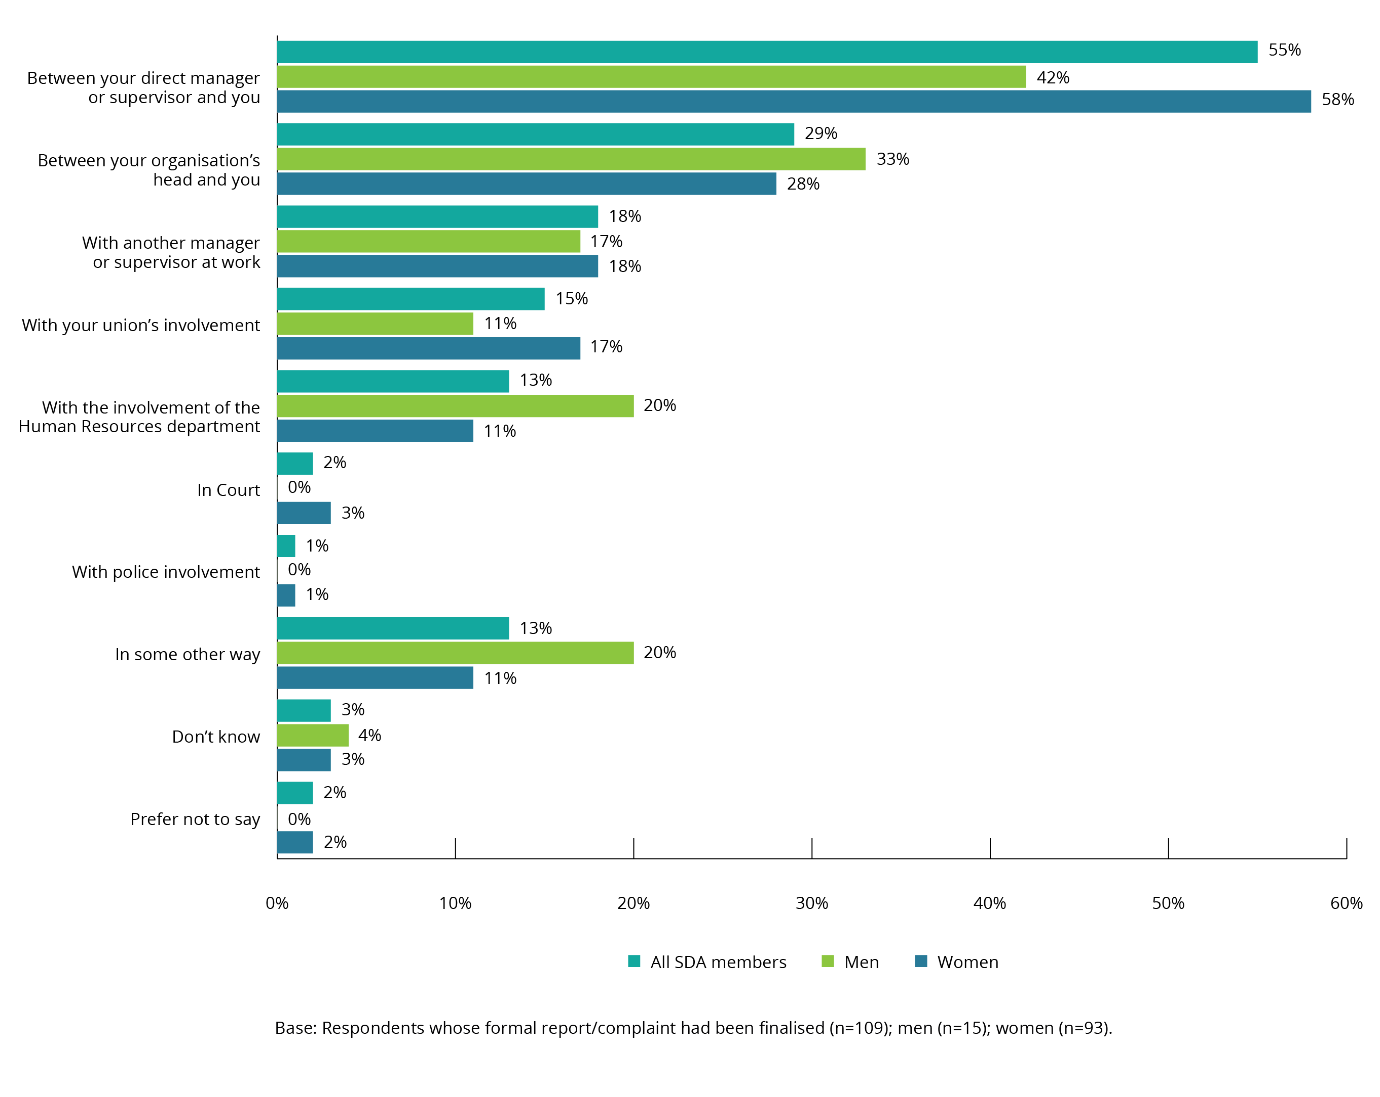 55%
Between your direct manager
or supervisor and you
42%
58%
29%
Between your organisation’s
head and you
33%
28%
18%
With another manager
or supervisor at work
17%
18%
15%
With your union’s involvement
11%
17%
13%
With the involvement of the
Human Resources department
20%
11%
2%
In Court
0%
3%
1%
With police involvement
0%
1%
13%
In some other way
20%
11%
3%
Don’t know
4%
3%
2%
Prefer not to say
0%
2%
0% 10% 20% 30% 40% 50% 60%
All SDA members Men Women
Base: Respondents whose formal report/complaint had been finalised (n=109); men (n=15); women (n=93).